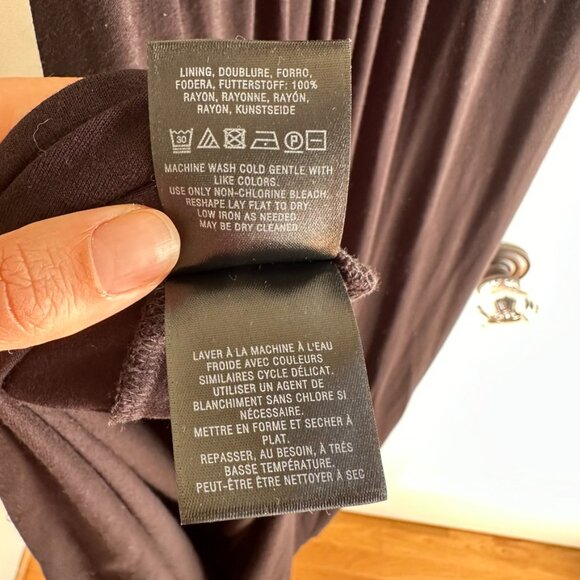 LINING, DOUBLURE, FORRO,
FODERA, FUTTERSTOFF: 100%
RAYON, RAYONNE, RAYÓN,
RAYON, KUNSTSEIDE
30 P
MACHINE WASH COLD GENTLE WITH
LIKE COLORS.
USE ONLY NON-CHLORINE BLEACH.
RESHAPE.LAY FLAT TO DRY.
LOW IRON AS NEEDED.
MAY BE DRY CLEANED
LAVER À LA MACHINE À L'EAU
FROIDE AVEC COULEURS
SIMILAIRES CYCLE DÉLICAT.
UTILISER UN AGENT DE
BLANCHIMENT SANS CHLORE SI
NÉCESSAIRE.
METTRE EN FORME ET SECHER À
PLAT.
REPASSER, AU BESOIN, À TRÉS
BASSE TEMPÉRATURE.
PEUT-ÊTRE ÊTRE NETTOYER À SEC